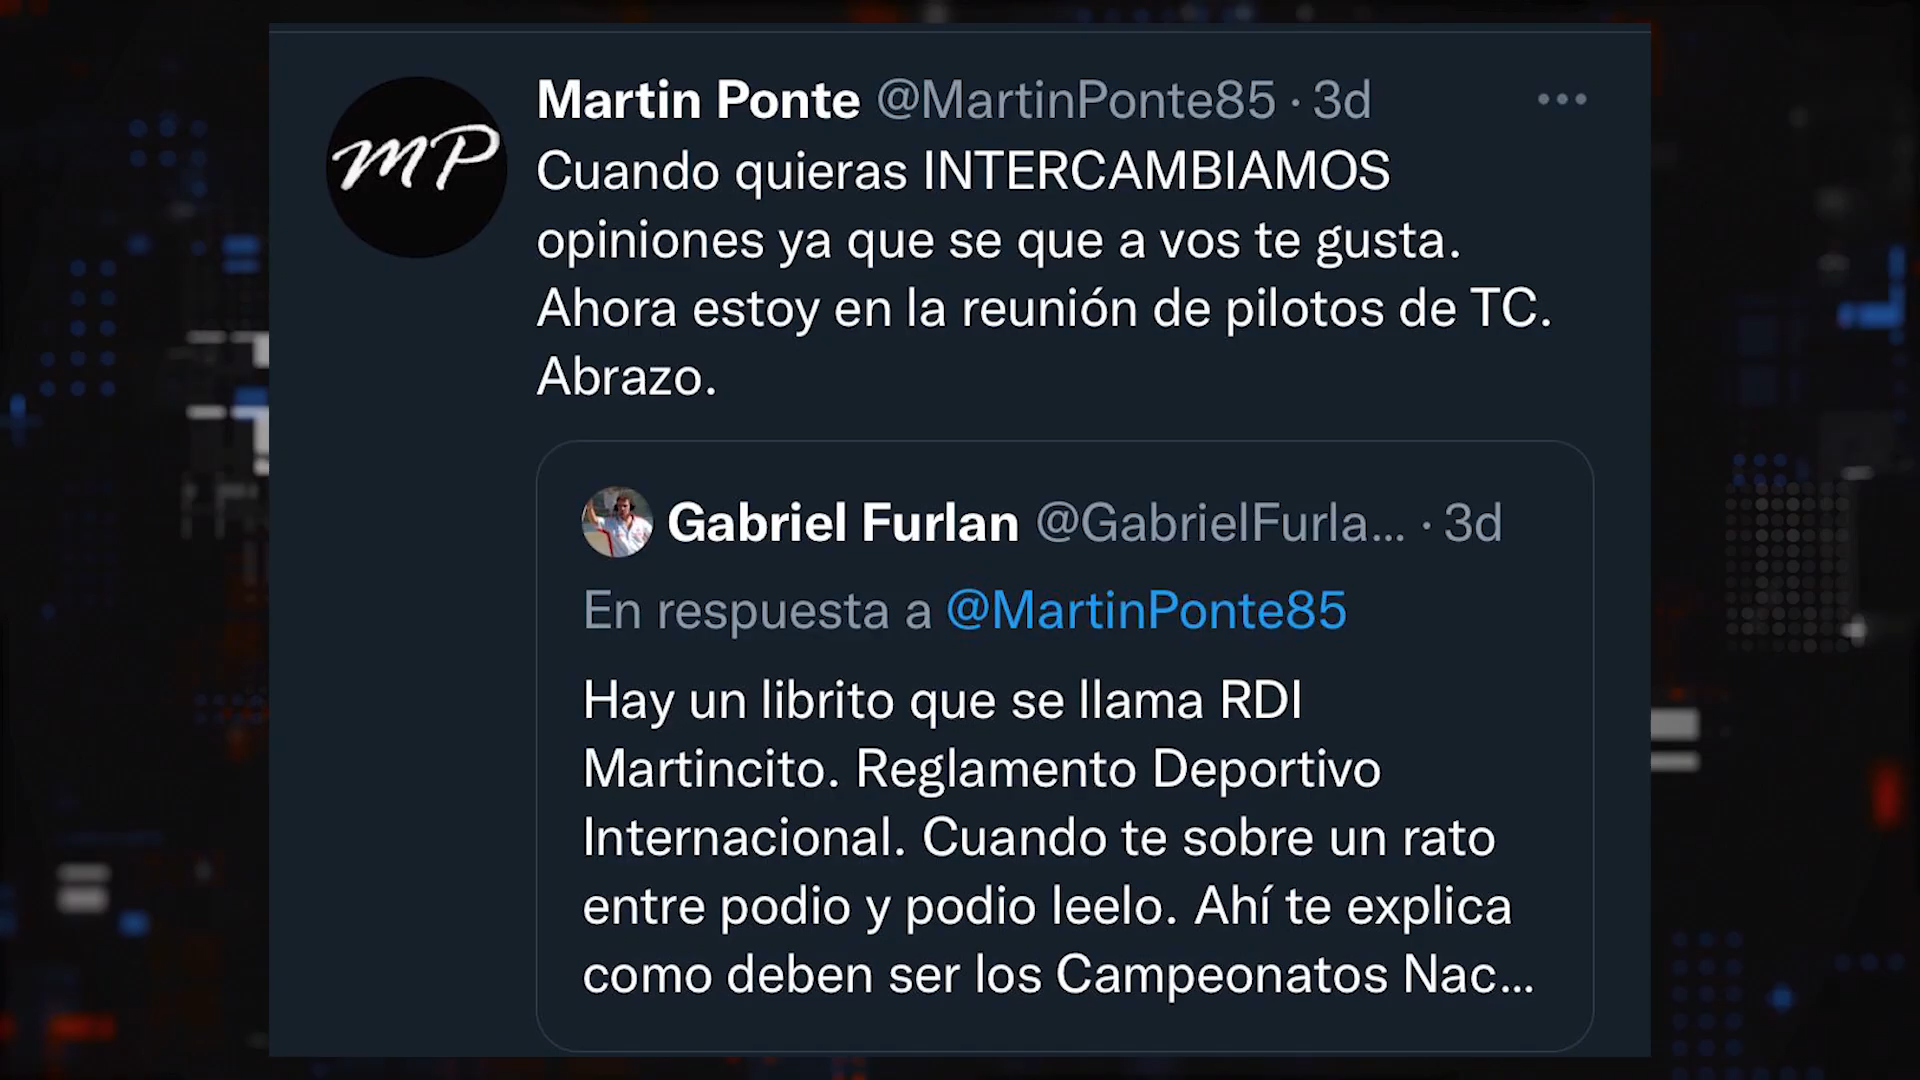 MP
Martin Ponte @MartinPonte85 · 3d
Cuando quieras INTERCAMBIAMOS
opiniones ya que se que a vos te gusta.
Ahora estoy en la reunión de pilotos de TC.
Abrazo.
Gabriel Furlan @GabrielFurla... · 3d
En respuesta a @MartinPonte85
Hay un librito que se llama RDI
Martincito. Reglamento Deportivo
Internacional. Cuando te sobre un rato
entre podio y podio leelo. Ahí te explica
como deben ser los Campeonatos Nac...